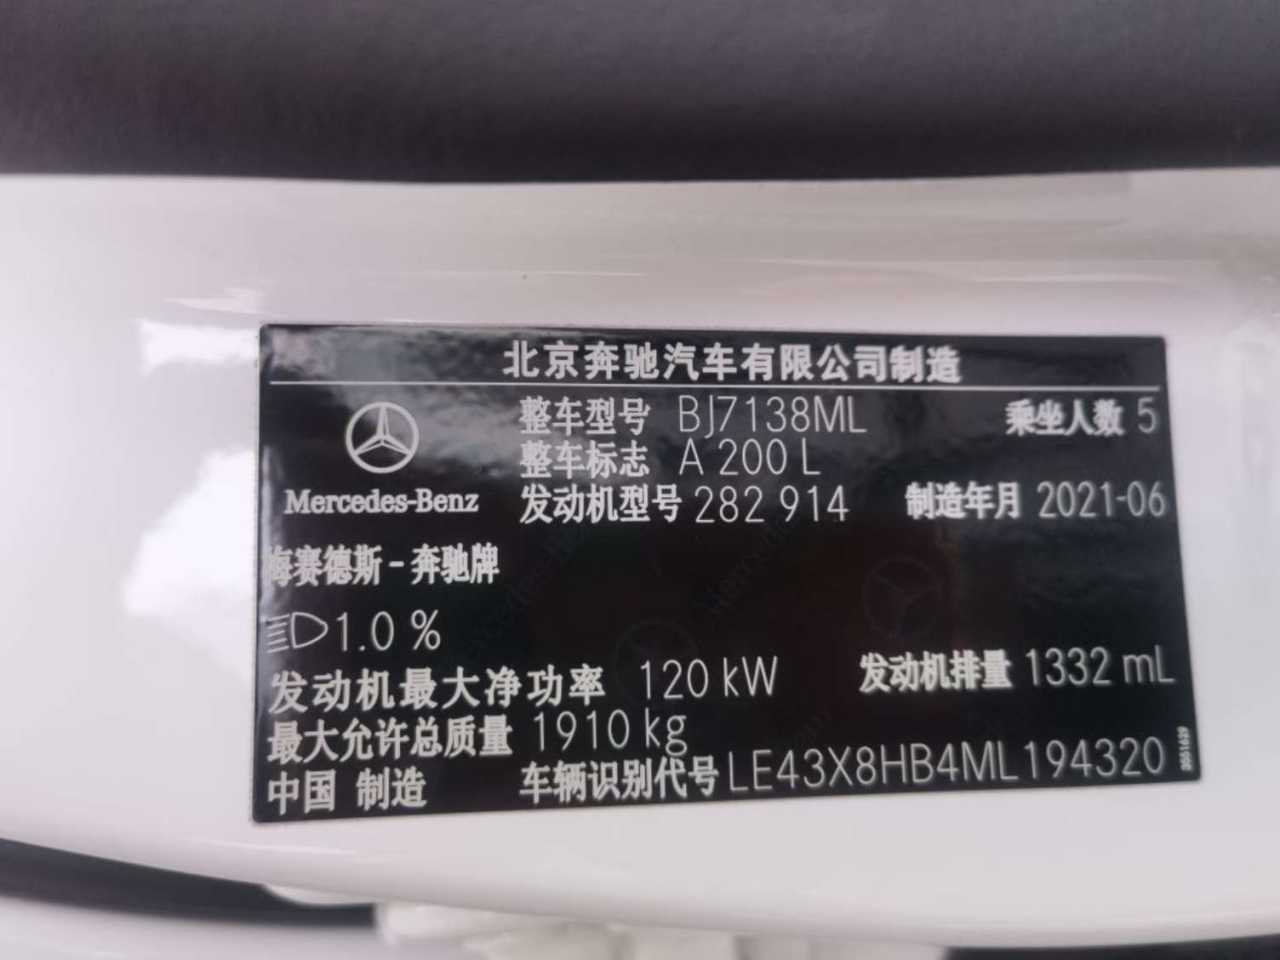 北京奔驰汽车有限公司制造
整车型号 BJ7138ML 乘坐人数 5
整车标志 A 200 L
Mercedes-Benz 发动机型号 282 914 制造年月 2021-06
梅赛德斯-奔驰牌
1.0 %
发动机最大净功率 120 kW 发动机排量 1332 mL
最大允许总质量 1910 kg
中国 制造 车辆识别代号 LE43X8HB4ML194320